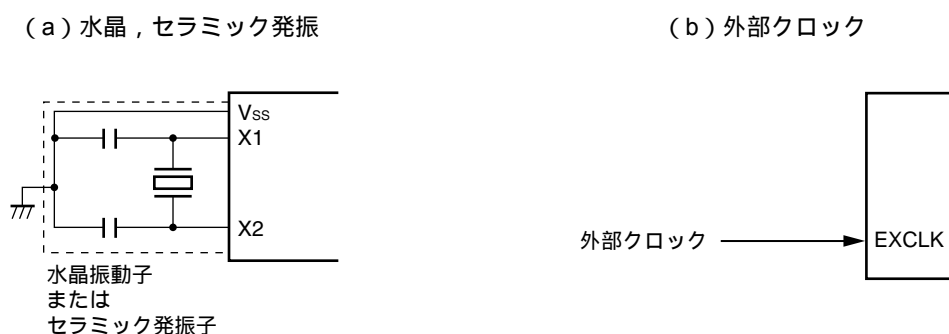 （a）水晶，セラミック発振
（b）外部クロック
VSS
X1
X2
水晶振動子
または
セラミック発振子
外部クロック
EXCLK